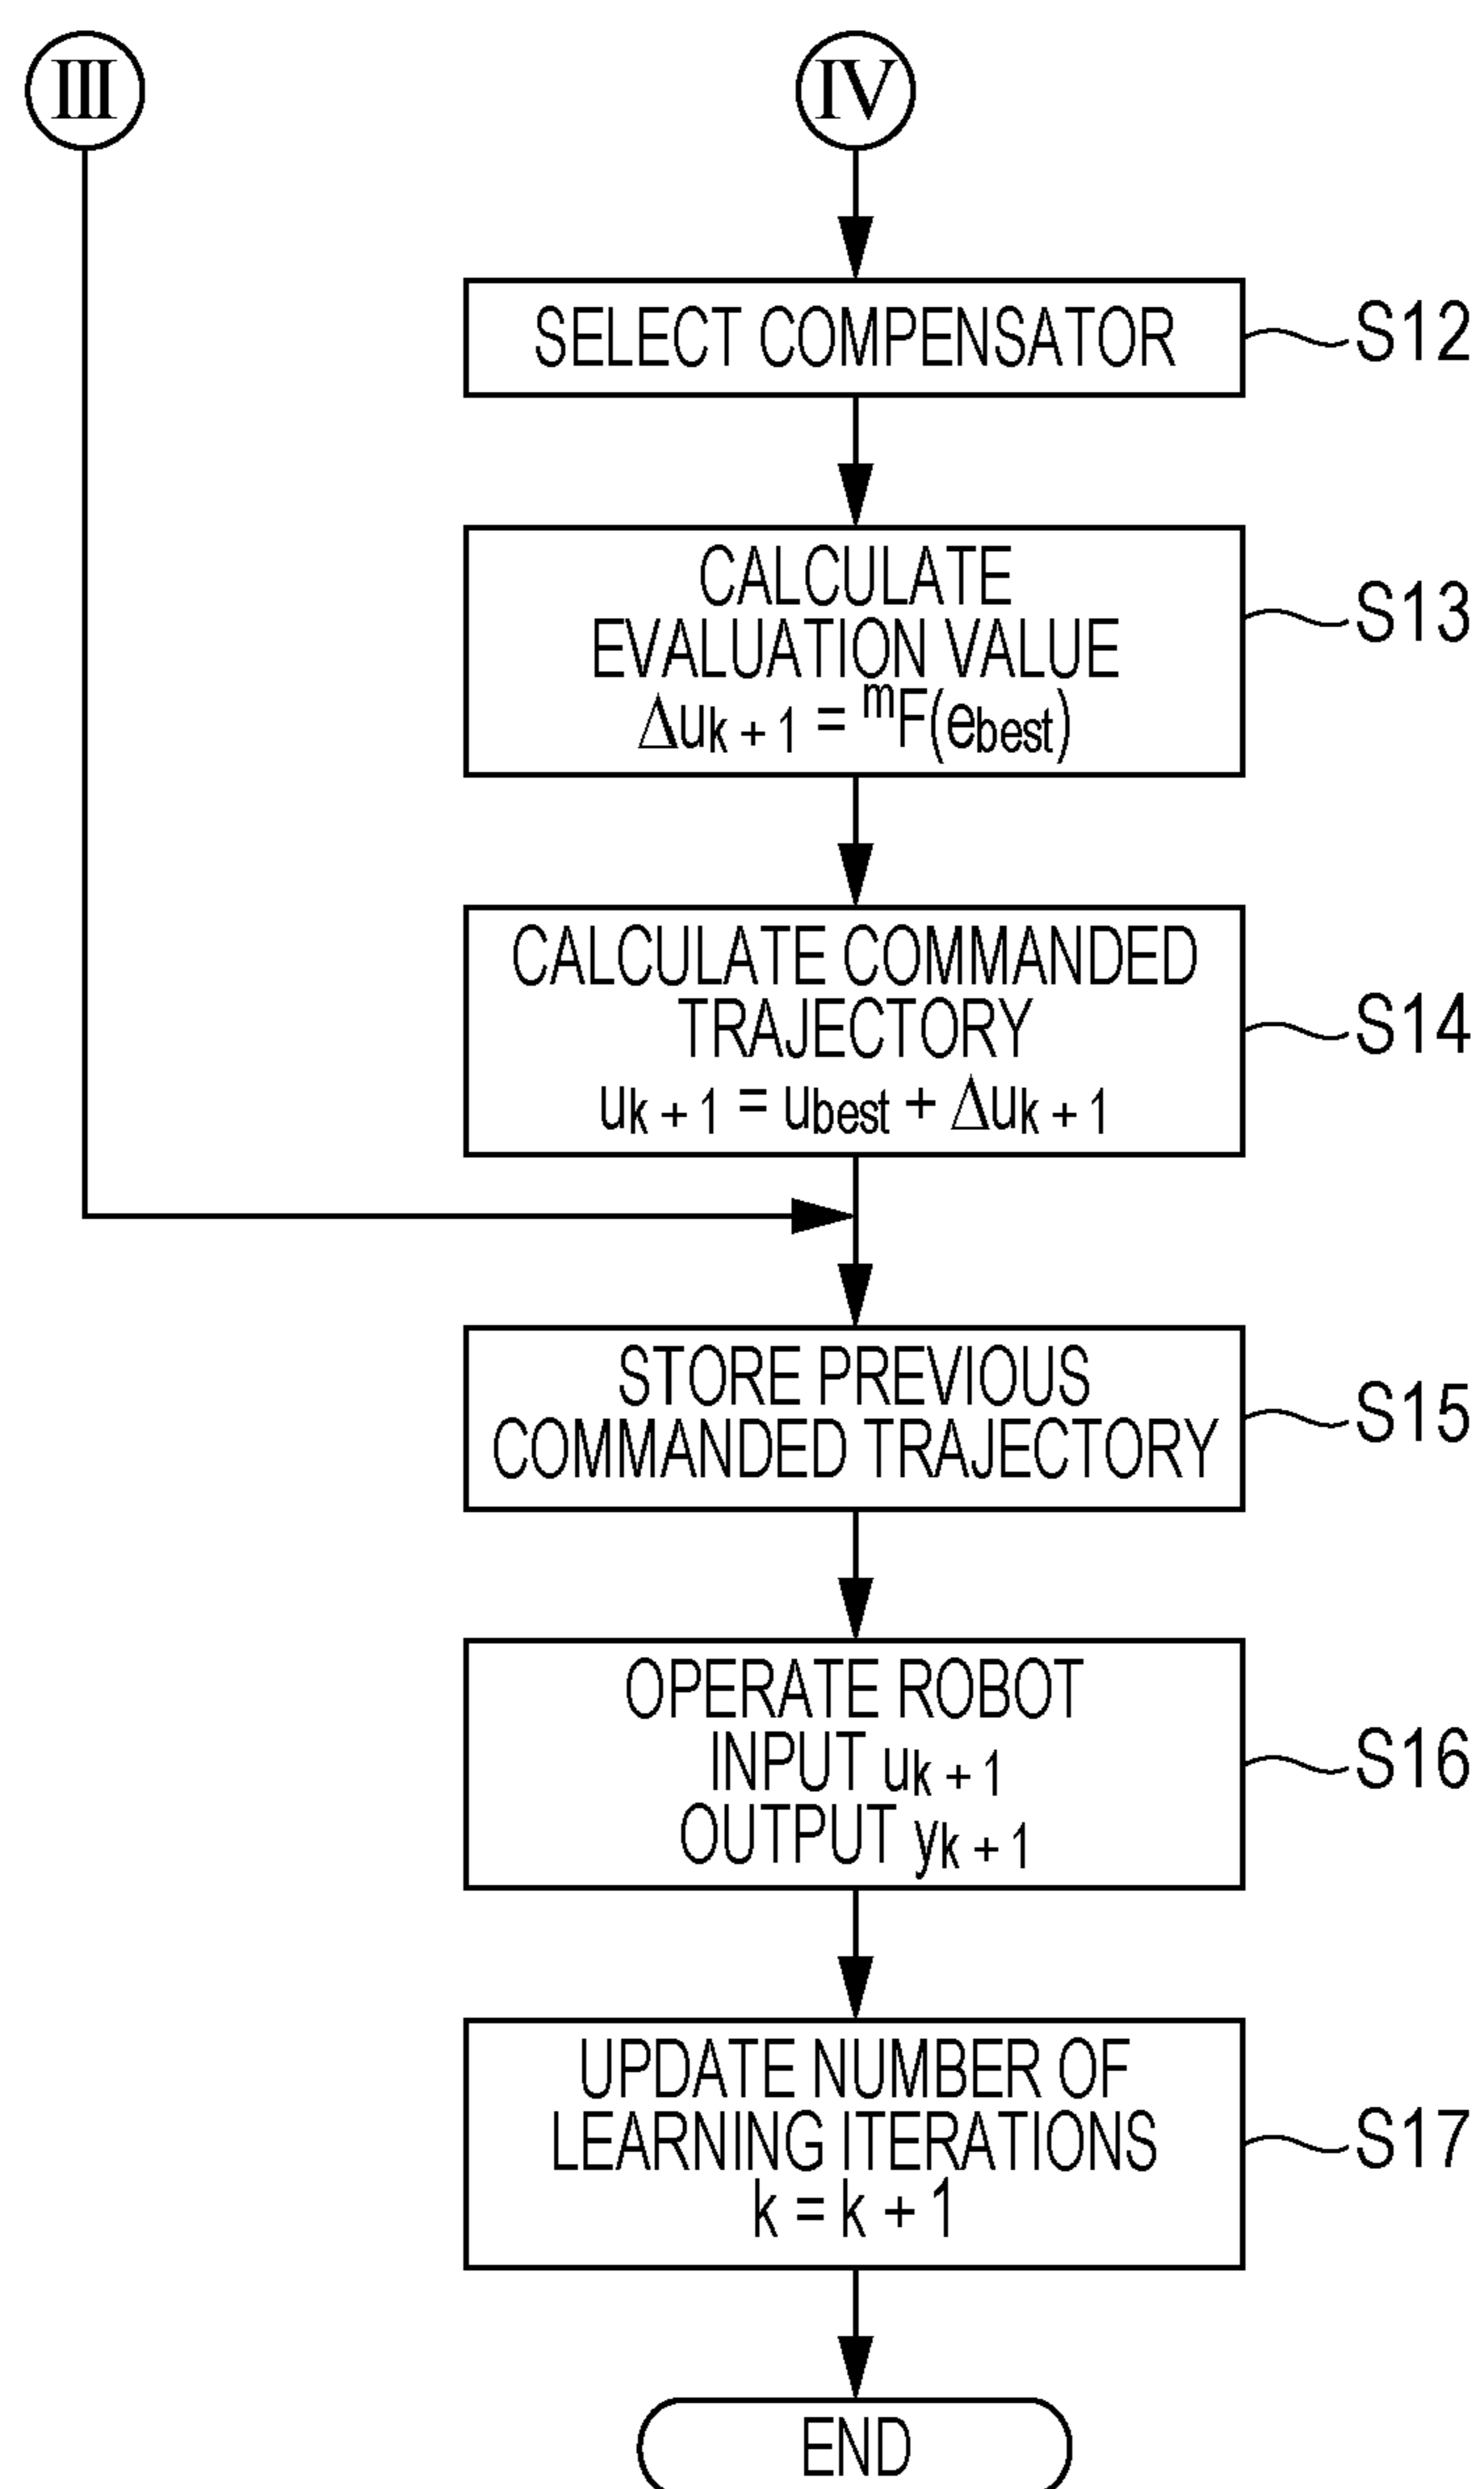 III
IV
SELECT COMPENSATOR
S12
CALCULATE
EVALUATION VALUE
Δuk + 1 = mF(ebest)
S13
CALCULATE COMMANDED
TRAJECTORY
uk + 1 = ubest + Δuk + 1
S14
STORE PREVIOUS
COMMANDED TRAJECTORY
S15
OPERATE ROBOT
INPUT uk + 1
OUTPUT yk + 1
S16
UPDATE NUMBER OF
LEARNING ITERATIONS
k = k + 1
S17
END